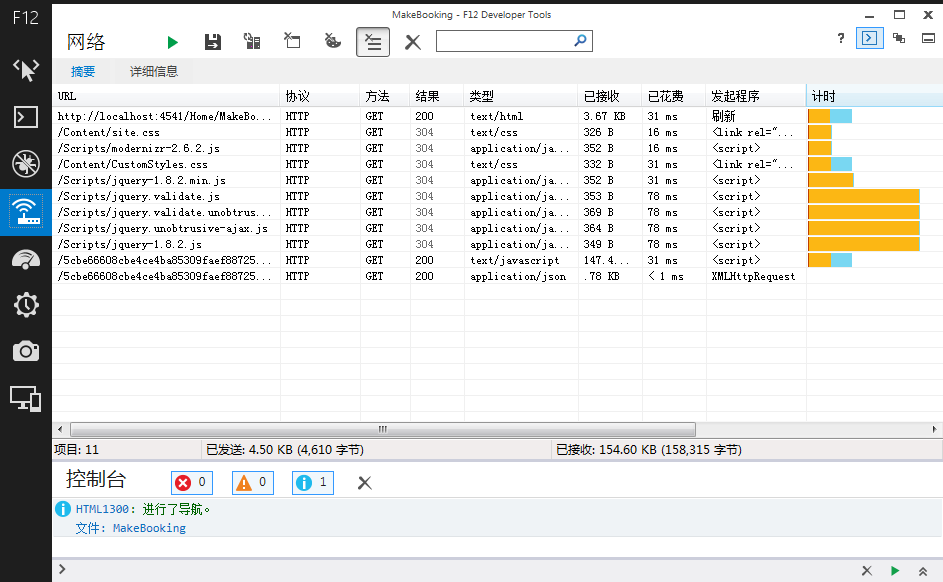 F12
MakeBooking - F12 Developer Tools
网络
?
摘要 详细信息
URL 协议 方法 结果 类型 已接收 已花费 发起程序 计时
http://localhost:4541/Home/MakeBo... HTTP GET 200 text/html 3.67 KB 31 ms 刷新
/Content/site.css HTTP GET 304 text/css 326 B 16 ms <link rel="...
/Scripts/modernizr-2.6.2.js HTTP GET 304 application/ja... 352 B 16 ms <script>
/Content/CustomStyles.css HTTP GET 304 text/css 332 B 31 ms <link rel="...
/Scripts/jquery-1.8.2.min.js HTTP GET 304 application/ja... 352 B 31 ms <script>
/Scripts/jquery.validate.js HTTP GET 304 application/ja... 353 B 78 ms <script>
/Scripts/jquery.validate.unobtrus... HTTP GET 304 application/ja... 369 B 78 ms <script>
/Scripts/jquery.unobtrusive-ajax.js HTTP GET 304 application/ja... 364 B 78 ms <script>
/Scripts/jquery-1.8.2.js HTTP GET 304 application/ja... 349 B 78 ms <script>
/5cbe66608cbe4ce4ba85309faef88725... HTTP GET 200 text/javascript 147.4... 31 ms <script>
/5cbe66608cbe4ce4ba85309faef88725... HTTP GET 200 application/json .78 KB < 1 ms XMLHttpRequest
项目: 11 已发送: 4.50 KB (4,610 字节) 已接收: 154.60 KB (158,315 字节)
控制台 0 0 1
HTML1300: 进行了导航。
文件: MakeBooking